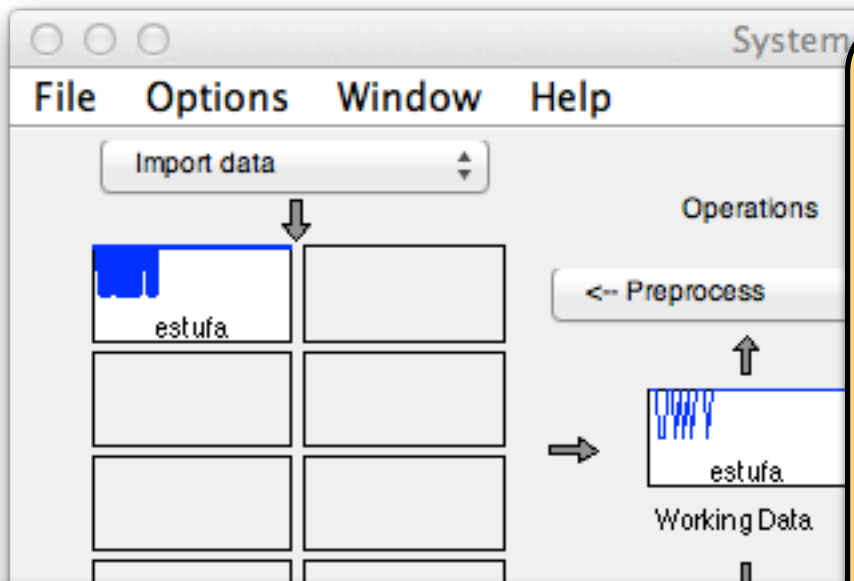 System
File Options Window Help
Import data
Operations
<-- Preprocess
estufa
estufa
Working Data